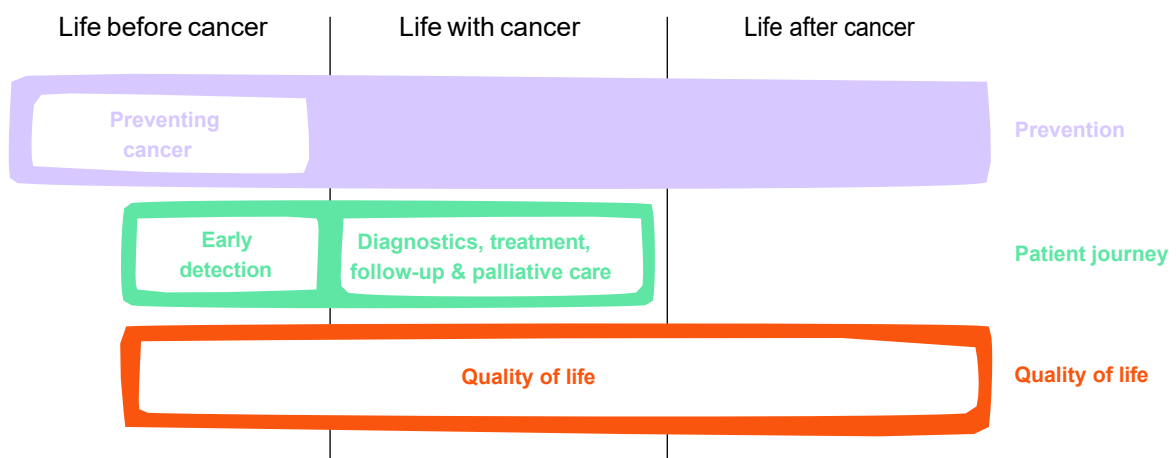 Life before cancer
Life with cancer
Life after cancer
Preventing
cancer
Prevention
Early
detection
Diagnostics, treatment,
follow-up & palliative care
Patient journey
Quality of life
Quality of life